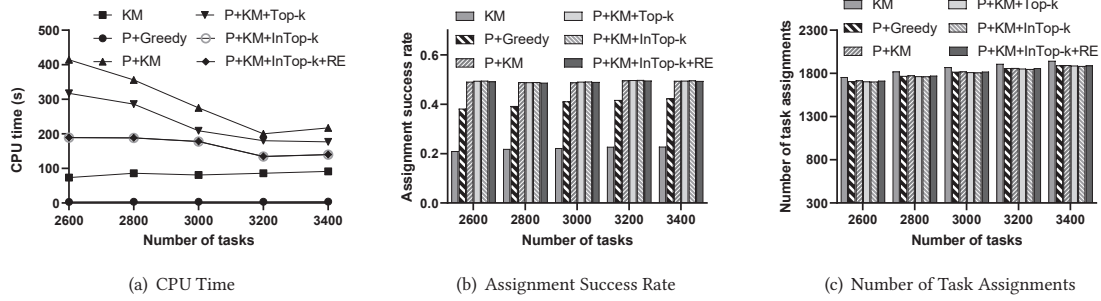 KM
P+Greedy
P+KM
P+KM+Top-k
P+KM+InTop-k
P+KM+InTop-k+RE
CPU time (s)
500
400
300
200
100
0
2600 2800 3000 3200 3400
Number of tasks
(a) CPU Time
KM
P+Greedy
P+KM
P+KM+Top-k
P+KM+InTop-k
P+KM+InTop-k+RE
Assignment success rate
0.6
0.4
0.2
0.0
2600 2800 3000 3200 3400
Number of tasks
(b) Assignment Success Rate
KM
P+Greedy
P+KM
P+KM+Top-k
P+KM+InTop-k
P+KM+InTop-k+RE
Number of task assignments
2300
1800
1300
800
300
2600 2800 3000 3200 3400
Number of tasks
(c) Number of Task Assignments